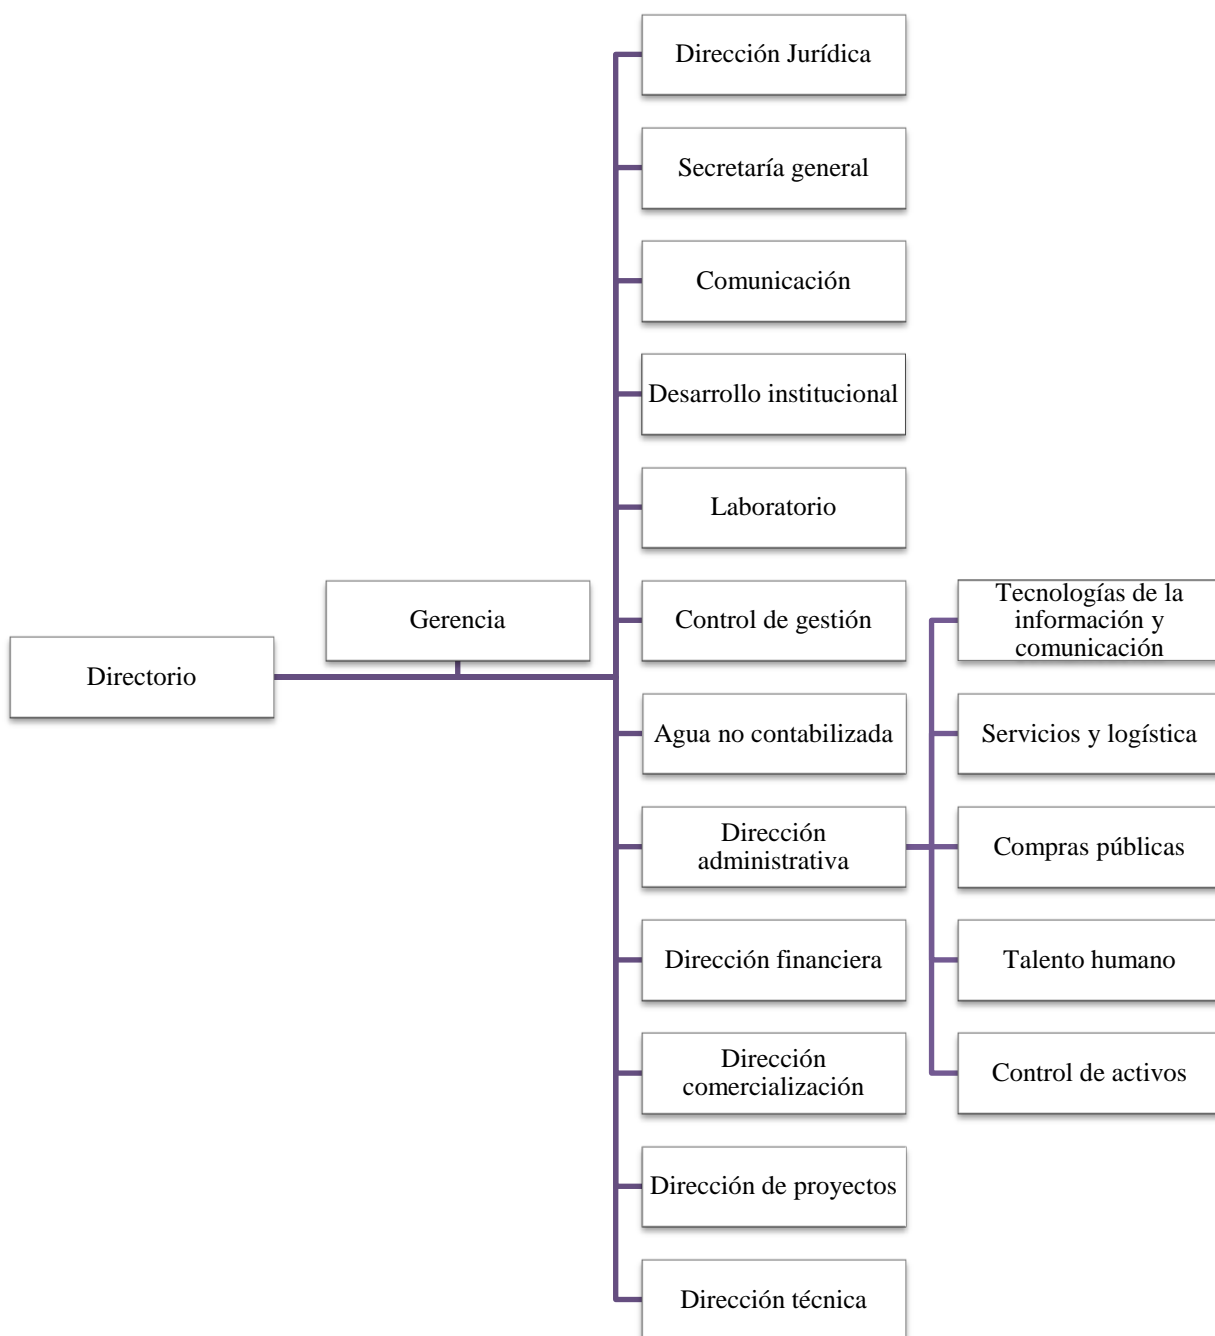 Directorio
Gerencia
Dirección Jurídica
Secretaría general
Comunicación
Desarrollo institucional
Laboratorio
Control de gestión
Agua no contabilizada
Dirección
administrativa
Tecnologías de la
información y
comunicación
Servicios y logística
Compras públicas
Talento humano
Control de activos
Dirección financiera
Dirección
comercialización
Dirección de proyectos
Dirección técnica